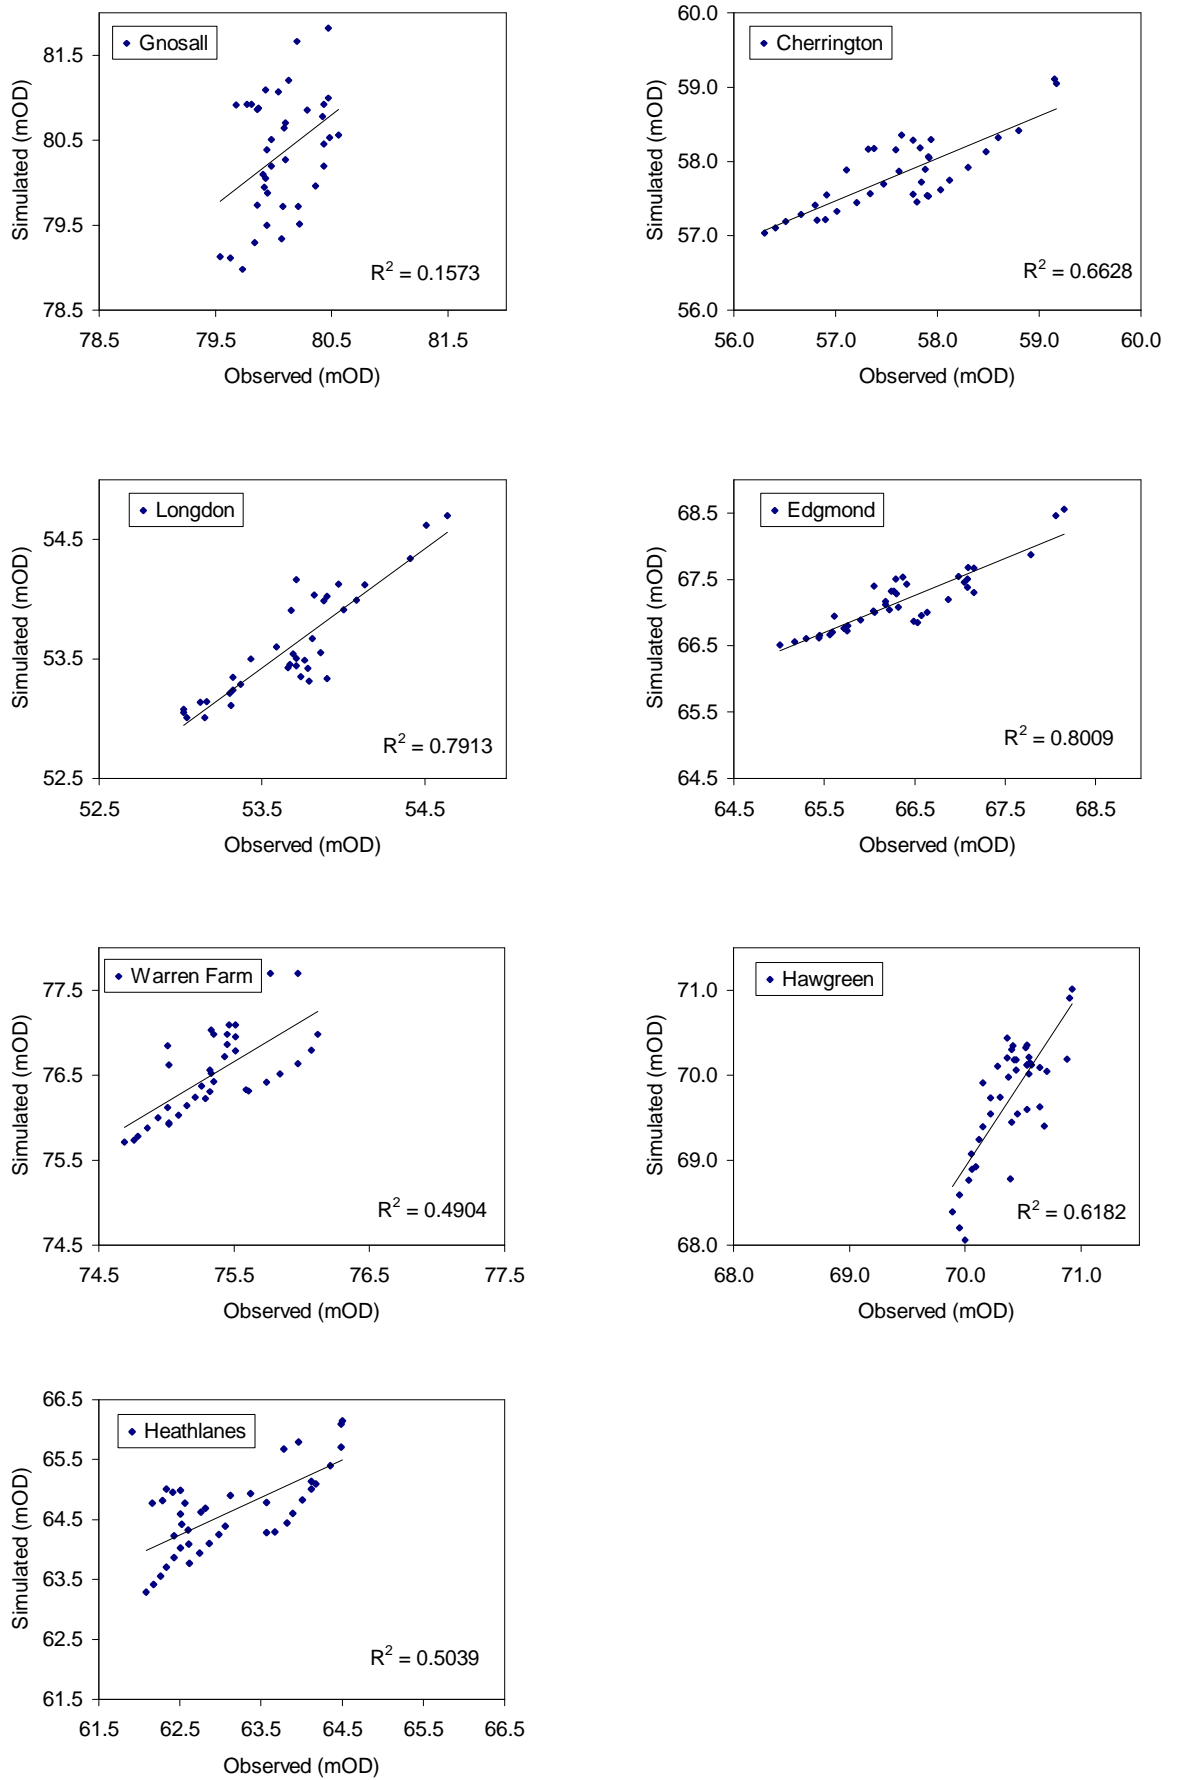 Gnosall
Simulated (mOD)
81.5
80.5
79.5
78.5
R2 = 0.1573
78.5 79.5 80.5 81.5
Observed (mOD)
Cherrington
Simulated (mOD)
60.0
59.0
58.0
57.0
56.0
R2 = 0.6628
56.0 57.0 58.0 59.0 60.0
Observed (mOD)
Longdon
Simulated (mOD)
54.5
53.5
52.5
R2 = 0.7913
52.5 53.5 54.5
Observed (mOD)
Edgmond
Simulated (mOD)
68.5
67.5
66.5
65.5
64.5
R2 = 0.8009
64.5 65.5 66.5 67.5 68.5
Observed (mOD)
Warren Farm
Simulated (mOD)
77.5
76.5
75.5
74.5
R2 = 0.4904
74.5 75.5 76.5 77.5
Observed (mOD)
Hawgreen
Simulated (mOD)
71.0
70.0
69.0
68.0
R2 = 0.6182
68.0 69.0 70.0 71.0
Observed (mOD)
Heathlanes
Simulated (mOD)
66.5
65.5
64.5
63.5
62.5
61.5
R2 = 0.5039
61.5 62.5 63.5 64.5 65.5 66.5
Observed (mOD)